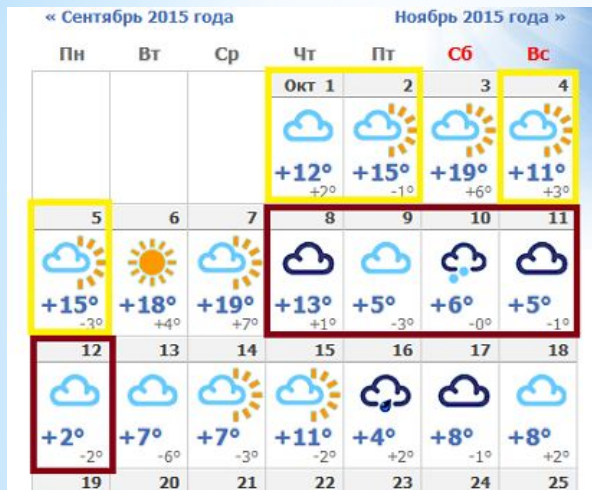 « Сентябрь 2015 года Ноябрь 2015 года »
Пн Вт Ср Чт Пт Сб Вс
Окт 1 2 3 4
+12° +15° +19° +11°
+2° -1° +6° +3°
5 6 7 8 9 10 11
+15° +18° +19° +13° +5° +6° +5°
-3° +4° +7° +1° -3° -0° -1°
12 13 14 15 16 17 18
+2° +7° +7° +11° +4° +8° +8°
-2° -6° -3° -2° +2° -1° +2°
19 20 21 22 23 24 25